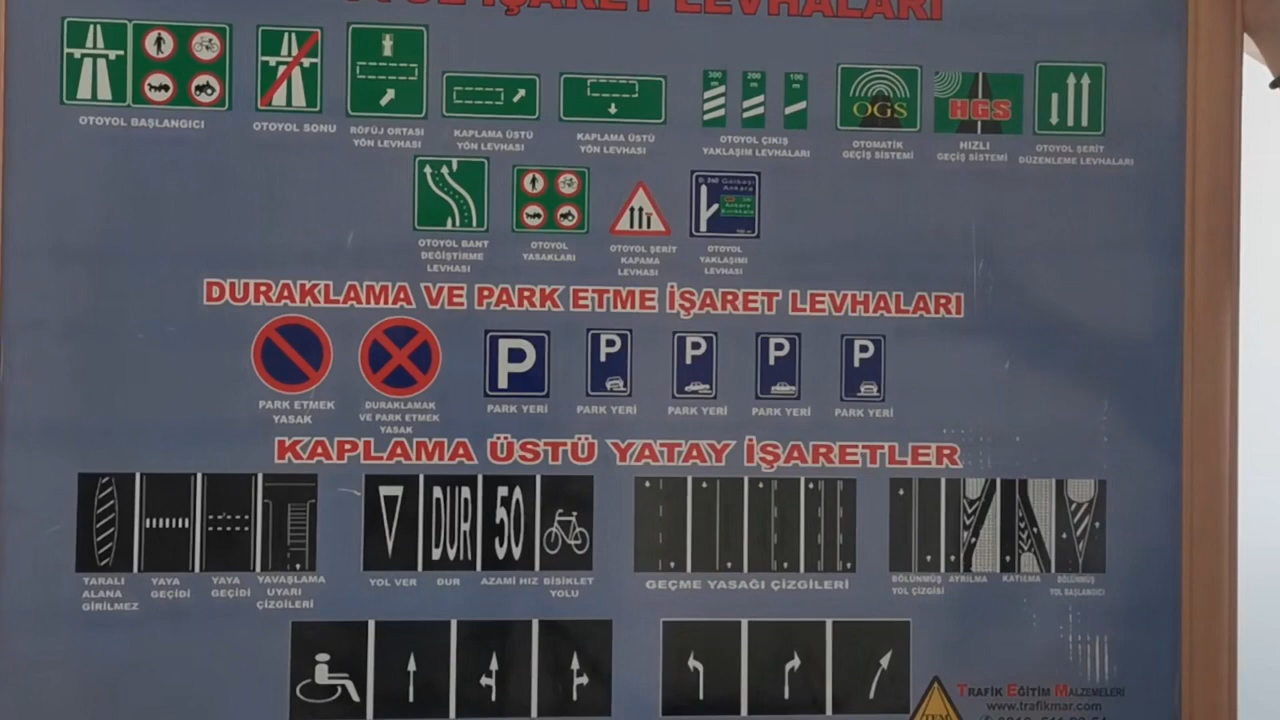 İŞARET LEVHALARI
OTOYOL BAŞLANGICI
OTOYOL SONU
RÖFÜJ ORTASI
YÖN LEVHASI
KAPLAMA ÜSTÜ
YÖN LEVHASI
KAPLAMA ÜSTÜ
YÖN LEVHASI
300 m
200 m
100 m
OTOYOL ÇIKIŞ
YAKLAŞIM LEVHALARI
OGS
OTOMATİK
GEÇİŞ SİSTEMİ
HGS
HIZLI
GEÇİŞ SİSTEMİ
OTOYOL ŞERİT
DÜZENLEME LEVHALARI
OTOYOL BANT
DEĞİŞTİRME
LEVHASI
OTOYOL
YASAKLARI
OTOYOL ŞERİT
KAPAMA
LEVHASI
OTOYOL
YAKLAŞIMI
LEVHASI
DURAKLAMA VE PARK ETME İŞARET LEVHALARI
PARK ETMEK
YASAK
DURAKLAMAK
VE PARK ETMEK
YASAK
P
PARK YERİ
P
PARK YERİ
P
PARK YERİ
P
PARK YERİ
P
PARK YERİ
KAPLAMA ÜSTÜ YATAY İŞARETLER
TARALI
ALANA
GİRİLMEZ
YAYA
GEÇİDİ
YAYA
GEÇİDİ
YAVAŞLAMA
UYARI
ÇİZGİLERİ
DUR
50
YOL VER
DUR
AZAMİ HIZ
BİSİKLET
YOLU
GEÇME YASAĞI ÇİZGİLERİ
BÖLÜNMÜŞ
YOL ÇİZGİSİ
AYRILMA
KATILMA
BÖLÜNMÜŞ
YOL BAŞLANGICI
TEM
TRAFİK EĞİTİM MALZEMELERİ
www.trafikmar.com